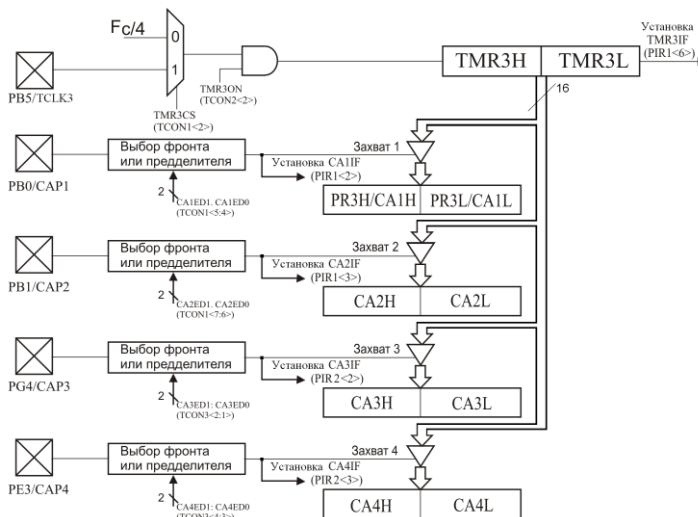 Fc/4
0
1
PB5/TCLK3
TMR3CS
(TCON1<2>)
TMR3ON
(TCON2<2>)
TMR3H
TMR3L
Установка
TMR3IF
(PIR1<6>)
16
PB0/CAP1
Выбор фронта
или предделителя
2
CA1ED1. CA1ED0
(TCON1<5:4>)
Установка CA1IF
(PIR1<2>)
Захват 1
PR3H/CA1H
PR3L/CA1L
PB1/CAP2
Выбор фронта
или предделителя
2
CA2ED1. CA2ED0
(TCON1<7:6>)
Установка CA2IF
(PIR1<3>)
Захват 2
CA2H
CA2L
PG4/CAP3
Выбор фронта
или предделителя
2
CA3ED1: CA3ED0
(TCON3<2:1>)
Установка CA3IF
(PIR2<2>)
Захват 3
CA3H
CA3L
PE3/CAP4
Выбор фронта
или предделителя
2
CA4ED1: CA4ED0
(TCON3<4:3>)
Установка CA4IF
(PIR2<3>)
Захват 4
CA4H
CA4L